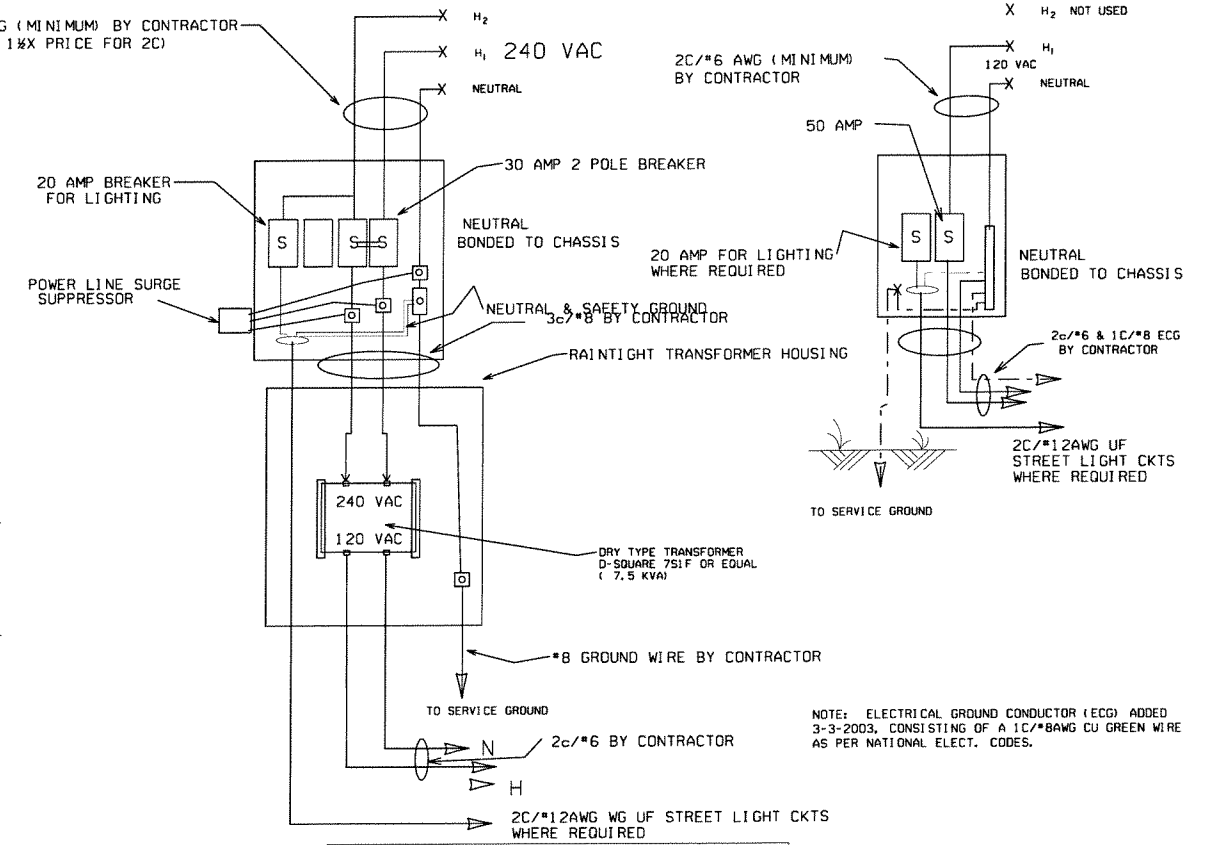 G (MINIMUM) BY CONTRACTOR
1½X PRICE FOR 2C)
H2
H1 240 VAC
NEUTRAL
20 AMP BREAKER
FOR LIGHTING
30 AMP 2 POLE BREAKER
S
S
S
NEUTRAL
BONDED TO CHASSIS
POWER LINE SURGE
SUPPRESSOR
NEUTRAL & SAFETY GROUND
3c/#8 BY CONTRACTOR
RAINTIGHT TRANSFORMER HOUSING
240 VAC
120 VAC
DRY TYPE TRANSFORMER
D-SQUARE 7S1F OR EQUAL
( 7.5 KVA)
#8 GROUND WIRE BY CONTRACTOR
TO SERVICE GROUND
2c/#6 BY CONTRACTOR
N
H
2C/#12AWG WG UF STREET LIGHT CKTS
WHERE REQUIRED
H2 NOT USED
H1
120 VAC
NEUTRAL
2C/#6 AWG (MINIMUM)
BY CONTRACTOR
50 AMP
S
S
20 AMP FOR LIGHTING
WHERE REQUIRED
NEUTRAL
BONDED TO CHASSIS
2c/#6 & 1C/#8 ECG
BY CONTRACTOR
2C/#12AWG UF
STREET LIGHT CKTS
WHERE REQUIRED
TO SERVICE GROUND
NOTE: ELECTRICAL GROUND CONDUCTOR (ECG) ADDED
3-3-2003, CONSISTING OF A 1C/#8AWG CU GREEN WIRE
AS PER NATIONAL ELECT. CODES.